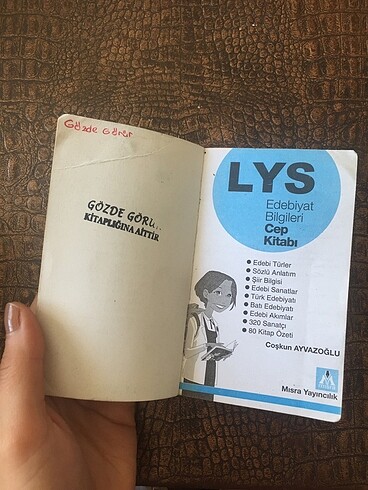 Gözde Görür
GÖZDE GÖRÜ..
KİTAPLIĞINA AİTTİR
LYS
Edebiyat
Bilgileri
Cep
Kitabı
Edebi Türler
Sözlü Anlatım
Şiir Bilgisi
Edebi Sanatlar
Türk Edebiyatı
Batı Edebiyatı
Edebi Akımlar
320 Sanatçı
80 Kitap Özeti
Coşkun AYVAZOĞLU
Mısra Yayıncılık